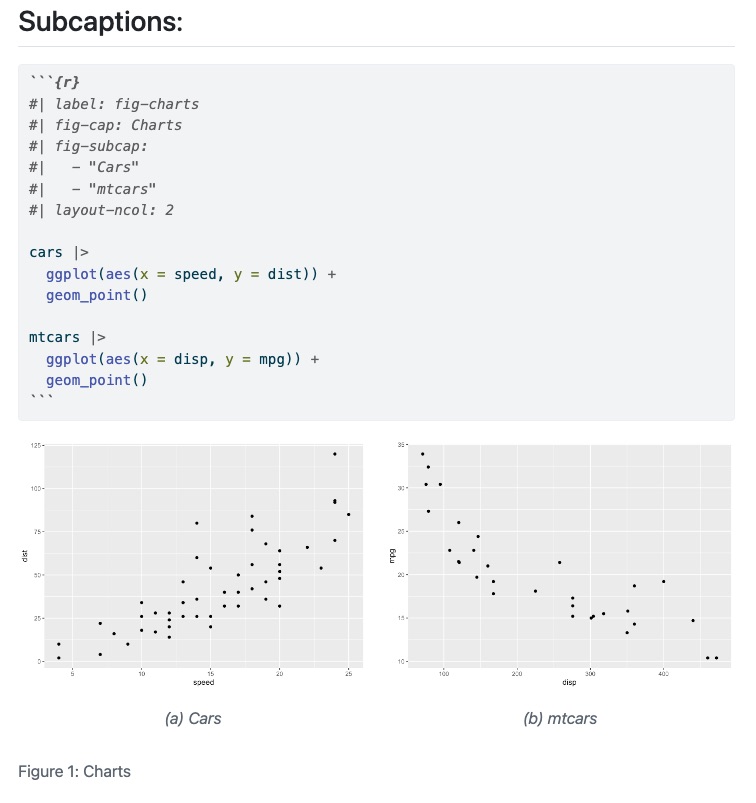 Subcaptions:
```{r}
#| label: fig-charts
#| fig-cap: Charts
#| fig-subcap:
#|   - "Cars"
#|   - "mtcars"
#| layout-ncol: 2
cars |>
  ggplot(aes(x = speed, y = dist)) +
  geom_point()
mtcars |>
  ggplot(aes(x = disp, y = mpg)) +
  geom_point()
```
125
100
75
50
25
0
dist
5 10 15 20 25
speed
(a) Cars
35
30
25
20
15
10
mpg
100 200 300 400
disp
(b) mtcars
Figure 1: Charts